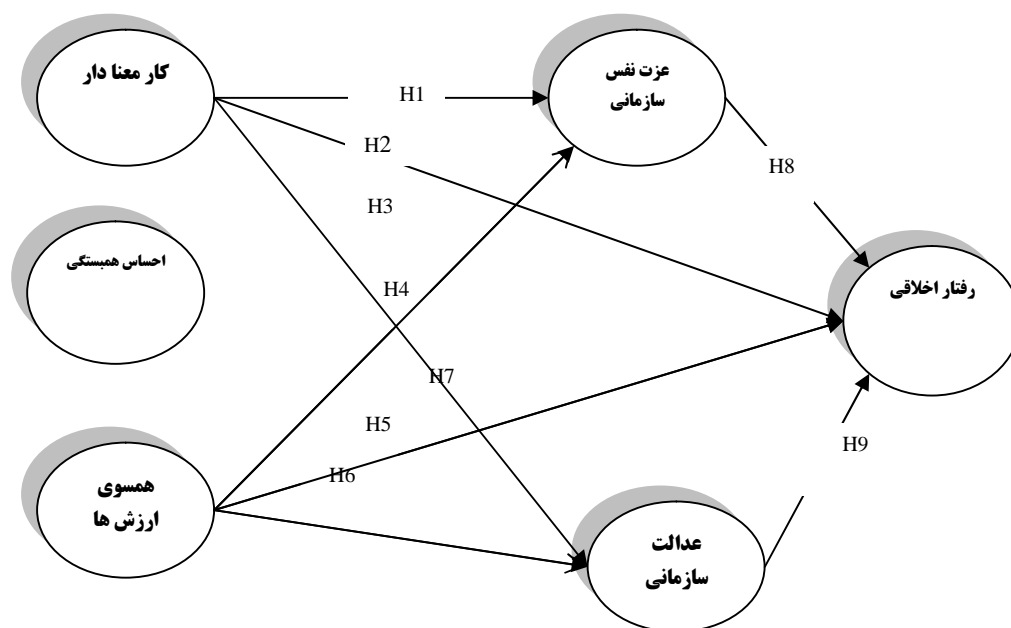 کار معنا دار
عزت نفس
سازمانی
H1
H2
H8
H3
احساس همبستگی
رفتار اخلاقی
H4
H7
H5
H9
H6
همسوی
ارزش ها
عدالت
سازمانی